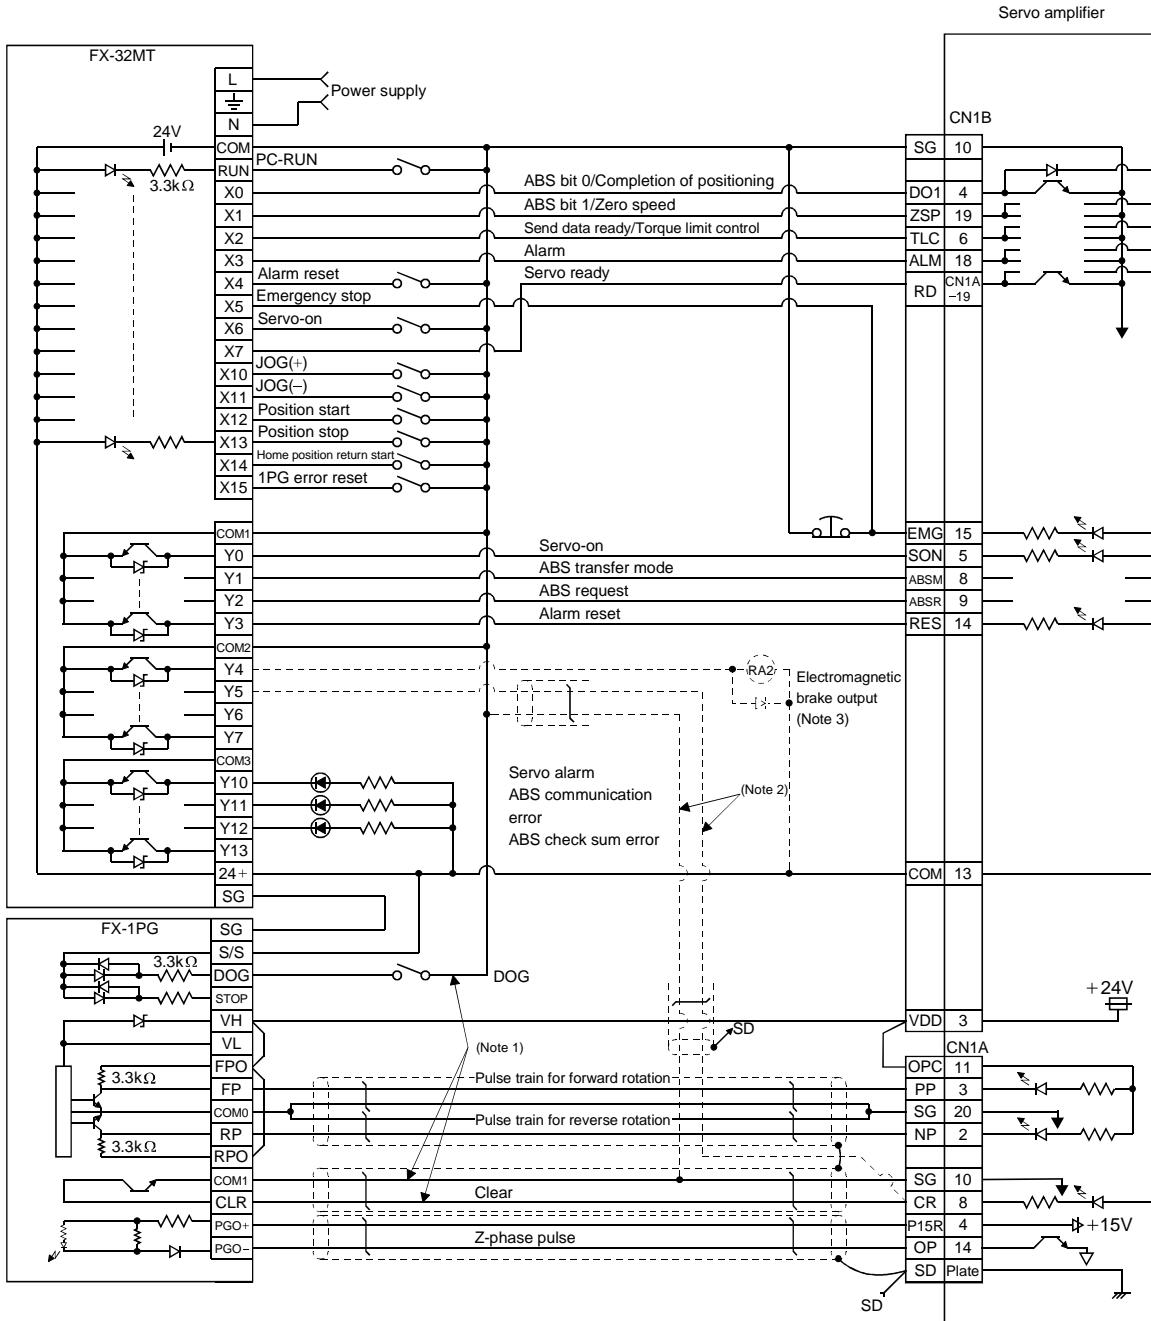 Servo amplifier
FX-32MT
L
Power supply
N
CN1B
24V
COM
SG 10
RUN
PC-RUN
3.3kΩ
X0
ABS bit 0/Completion of positioning
DO1 4
X1
ABS bit 1/Zero speed
ZSP 19
X2
Send data ready/Torque limit control
TLC 6
X3
Alarm
ALM 18
X4
Alarm reset
Servo ready
RD
CN1A
−19
X5
Emergency stop
X6
Servo-on
X7
X10
JOG(+)
X11
JOG(−)
X12
Position start
X13
Position stop
X14
Home position return start
X15
1PG error reset
COM1
EMG 15
Y0
Servo-on
SON 5
Y1
ABS transfer mode
ABSM 8
Y2
ABS request
ABSR 9
Y3
Alarm reset
RES 14
COM2
Y4
RA2
Electromagnetic
brake output
(Note 3)
Y5
Y6
Y7
COM3
Y10
Y11
Y12
Y13
Servo alarm
ABS communication
error
ABS check sum error
(Note 2)
24+
COM 13
SG
FX-1PG
SG
S/S
3.3kΩ
DOG
DOG
STOP
+24V
VH
VDD 3
SD
VL
(Note 1)
CN1A
FPO
OPC 11
3.3kΩ
FP
Pulse train for forward rotation
PP 3
COM0
SG 20
Pulse train for reverse rotation
RP
NP 2
3.3kΩ
RPO
COM1
SG 10
CLR
Clear
CR 8
PGO+
P15R 4
+15V
PGO−
Z-phase pulse
OP 14
SD Plate
SD